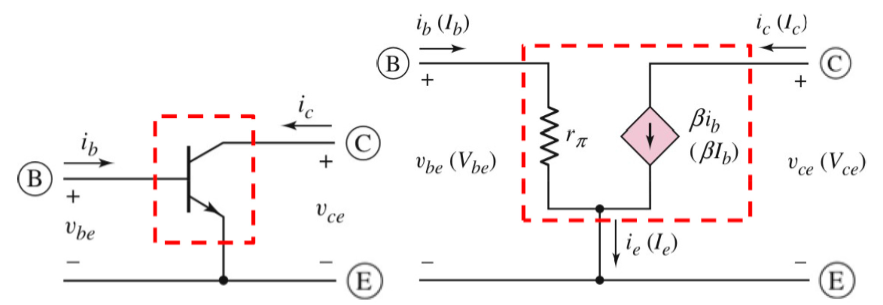 i_b
B
+
v_be
−
i_c
C
+
v_ce
−
E
i_b (I_b)
B
+
v_be (V_be)
−
r_π
βi_b
(βI_b)
i_e (I_e)
i_c (I_c)
C
+
v_ce (V_ce)
−
E